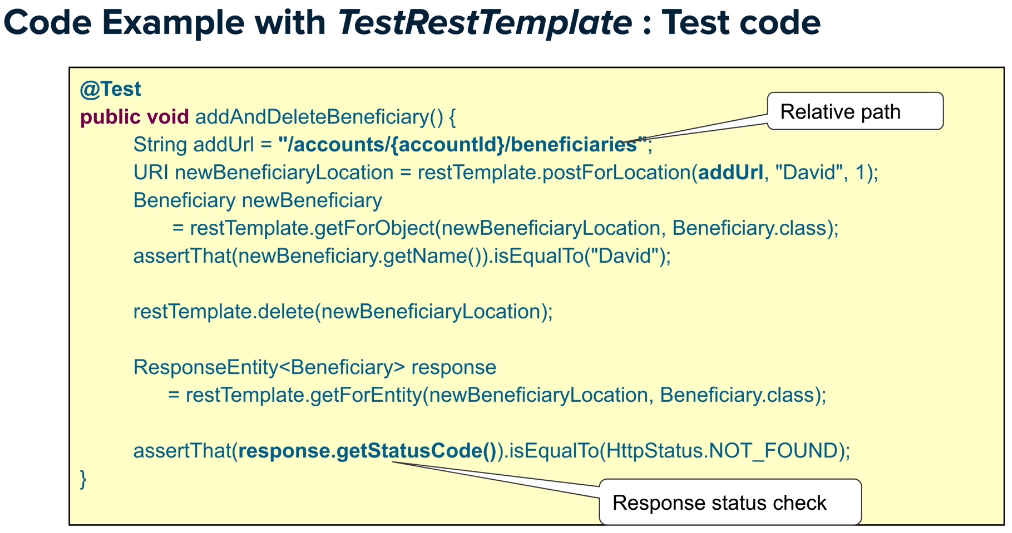 Code Example with TestRestTemplate : Test code
@Test
public void addAndDeleteBeneficiary() {
Relative path
String addUrl = "/accounts/{accountId}/beneficiaries";
URI newBeneficiaryLocation = restTemplate.postForLocation(addUrl, "David", 1);
Beneficiary newBeneficiary
= restTemplate.getForObject(newBeneficiaryLocation, Beneficiary.class);
assertThat(newBeneficiary.getName()).isEqualTo("David");
restTemplate.delete(newBeneficiaryLocation);
ResponseEntity<Beneficiary> response
= restTemplate.getForEntity(newBeneficiaryLocation, Beneficiary.class);
assertThat(response.getStatusCode()).isEqualTo(HttpStatus.NOT_FOUND);
}
Response status check